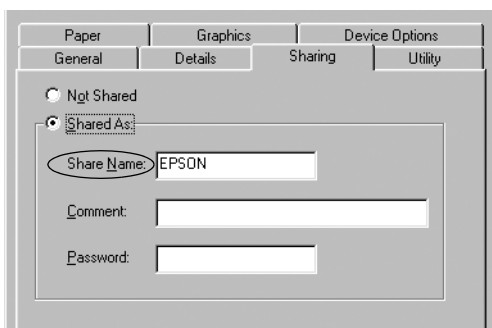 Paper Graphics Device Options
General Details Sharing Utility
Not Shared
Shared As:
Share Name: EPSON
Comment:
Password: